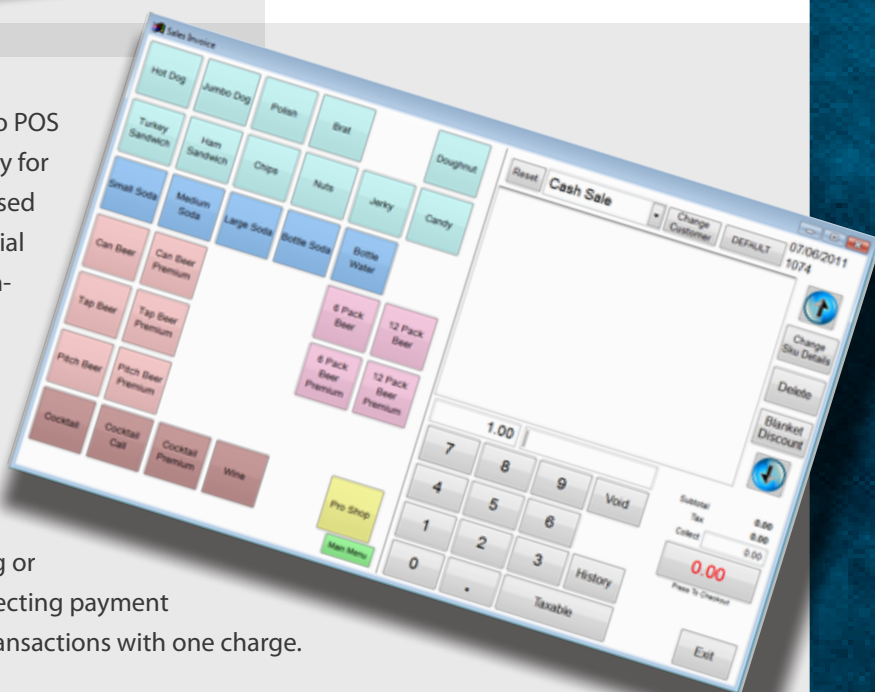 o POS
y for
sed
ial
n-
g or
ecting payment
ransactions with one charge.
Sales Invoice
Hot Dog
Jumbo Dog
Polish
Brat
Doughnut
Turkey
Sandwich
Ham
Sandwich
Chips
Nuts
Jerky
Candy
Small Soda
Medium
Soda
Large Soda
Bottle Soda
Bottle
Water
Can Beer
Can Beer
Premium
6 Pack
Beer
12 Pack
Beer
Tap Beer
Tap Beer
Premium
6 Pack
Beer
Premium
12 Pack
Beer
Premium
Pitch Beer
Pitch Beer
Premium
Cocktail
Cocktail
Call
Cocktail
Premium
Wine
Pro Shop
Main Menu
Reset
Cash Sale
Change
Customer
DEFAULT
07/06/2011
1074
Change
Sku Details
Delete
Blanket
Discount
1.00
7
8
9
Void
4
5
6
1
2
3
History
0
.
Taxable
Subtotal
0.00
Tax
0.00
Collect
0.00
0.00
Press To Checkout
Exit